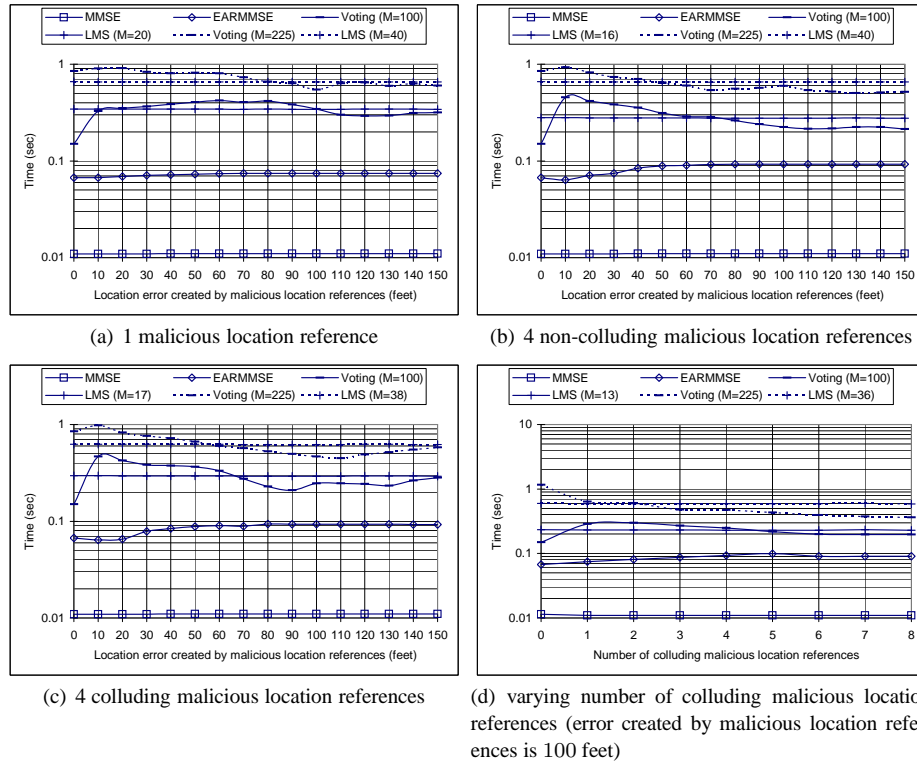 MMSE EARMMSE Voting (M=100)
LMS (M=20) Voting (M=225) LMS (M=40)
1
0.1
0.01
Time (sec)
0 10 20 30 40 50 60 70 80 90 100 110 120 130 140 150
Location error created by malicious location references (feet)
(a) 1 malicious location reference
MMSE EARMMSE Voting (M=100)
LMS (M=16) Voting (M=225) LMS (M=40)
1
0.1
0.01
Time (sec)
0 10 20 30 40 50 60 70 80 90 100 110 120 130 140 150
Location error created by malicious location references (feet)
(b) 4 non-colluding malicious location references
MMSE EARMMSE Voting (M=100)
LMS (M=17) Voting (M=225) LMS (M=38)
1
0.1
0.01
Time (sec)
0 10 20 30 40 50 60 70 80 90 100 110 120 130 140 150
Location error created by malicious location references (feet)
(c) 4 colluding malicious location references
MMSE EARMMSE Voting (M=100)
LMS (M=13) Voting (M=225) LMS (M=36)
10
1
0.1
0.01
Time (sec)
0 1 2 3 4 5 6 7 8
Number of colluding malicious location references
(d) varying number of colluding malicious locatio
references (error created by malicious location refe
ences is 100 feet)